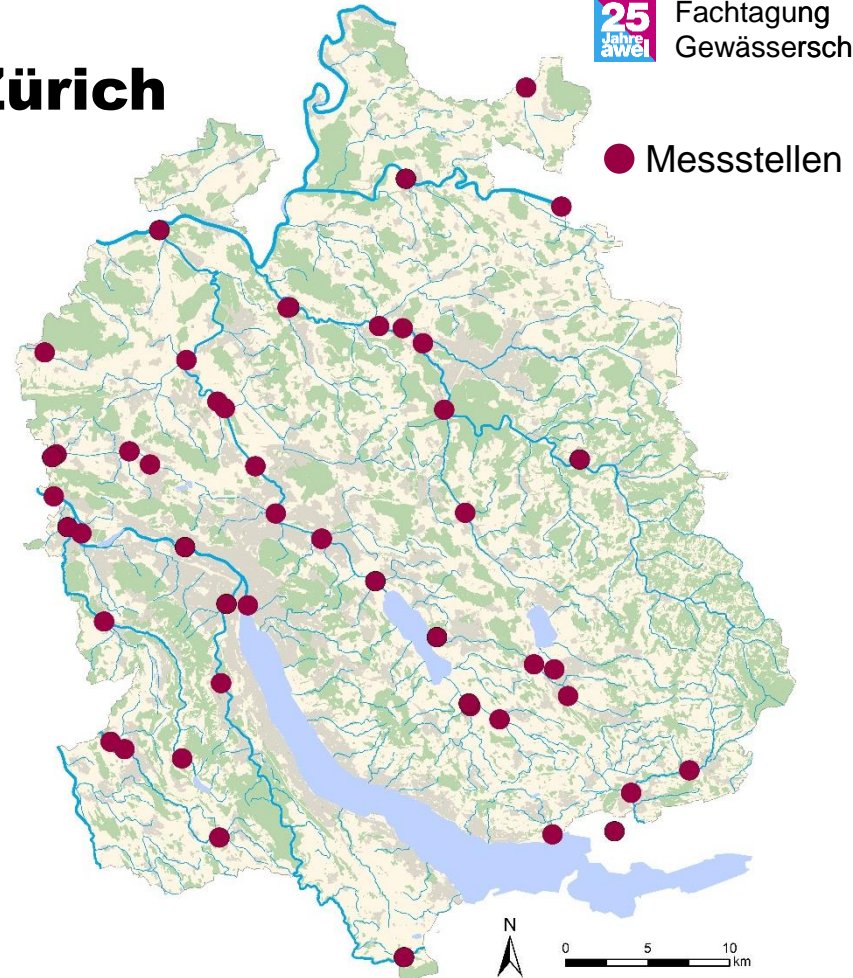 25
Jahre
awel
Fachtagung
Gewässersch
Zürich
Messstellen
N
0 5 10
km